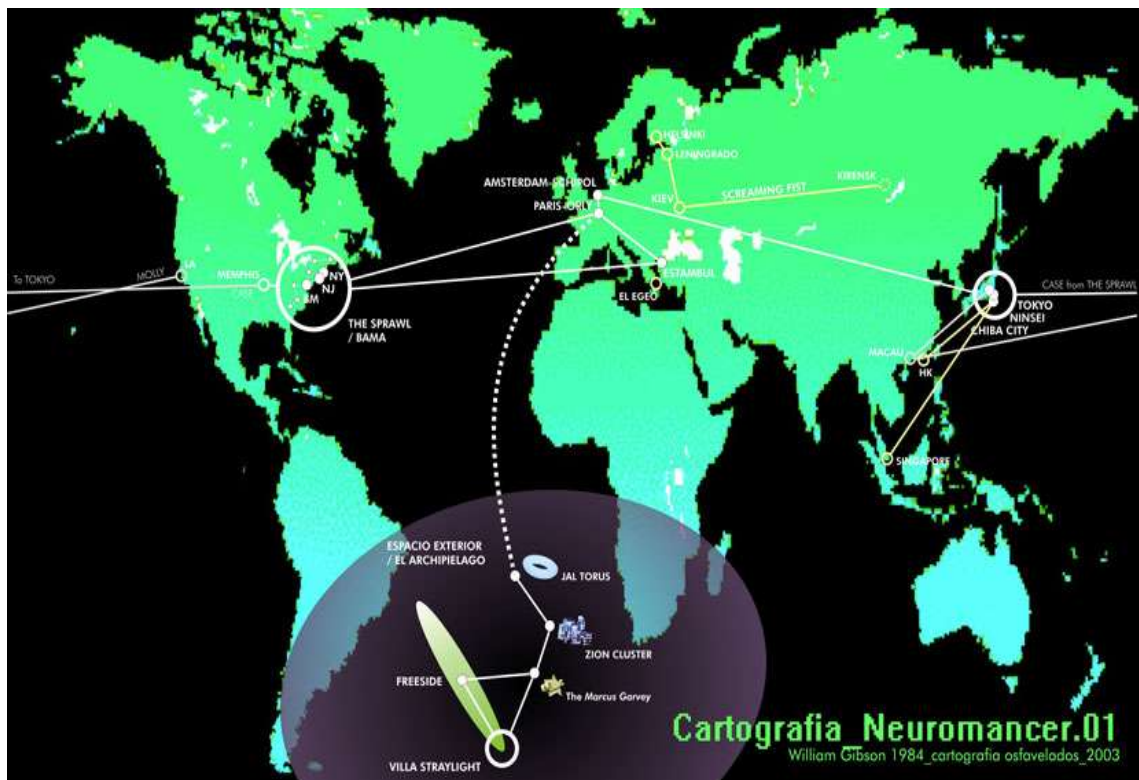 HELSINKI
LENINGRADO
AMSTERDAM-SCHIPOL
KIRENSK
SCREAMING FIST
PARIS-ORLY
KIEV
LA
MOLLY
To TOKYO
MEMPHIS
CASE
NY
NJ
SM
ESTAMBUL
EL EGEO
CASE from THE SPRAWL
TOKYO
NINSEI
CHIBA CITY
THE SPRAWL
/ BAMA
MACAU
HK
SINGAPORE
ESPACIO EXTERIOR
/ EL ARCHIPIELAGO
JAL TORUS
ZION CLUSTER
FREESIDE
The Marcus Garvey
VILLA STRAYLIGHT
Cartografia_Neuromancer.01
William Gibson 1984_cartografia osfavelados_2003